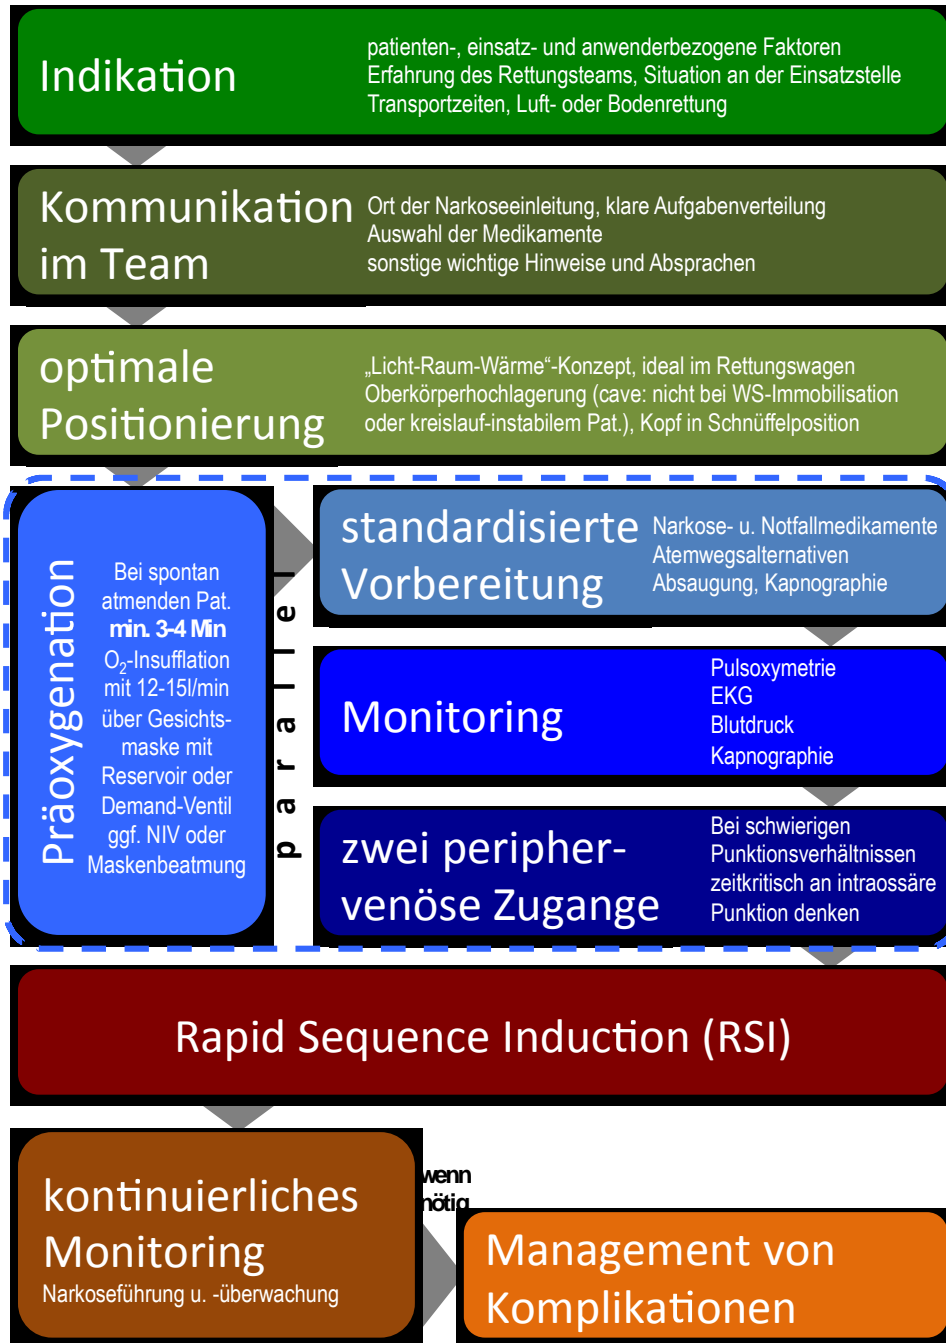 Indikation
patienten-, einsatz- und anwenderbezogene Faktoren
Erfahrung des Rettungsteams, Situation an der Einsatzstelle
Transportzeiten, Luft- oder Bodenrettung
Kommunikation
im Team
Ort der Narkoseeinleitung, klare Aufgabenverteilung
Auswahl der Medikamente
sonstige wichtige Hinweise und Absprachen
optimale
Positionierung
„Licht-Raum-Wärme“-Konzept, ideal im Rettungswagen
Oberkörperhochlagerung (cave: nicht bei WS-Immobilisation
oder kreislauf-instabilem Pat.), Kopf in Schnüffelposition
Präoxygenation
Bei spontan
atmenden Pat.
min. 3-4 Min
O₂-Insufflation
mit 12-15l/min
über Gesichts-
maske mit
Reservoir oder
Demand-Ventil
ggf. NIV oder
Maskenbeatmung
parallel
standardisierte
Vorbereitung
Narkose- u. Notfallmedikamente
Atemwegsalternativen
Absaugung, Kapnographie
Monitoring
Pulsoxymetrie
EKG
Blutdruck
Kapnographie
zwei peripher-
venöse Zugange
Bei schwierigen
Punktionsverhältnissen
zeitkritisch an intraossäre
Punktion denken
Rapid Sequence Induction (RSI)
kontinuierliches
Monitoring
Narkoseführung u. -überwachung
wenn
nötig
Management von
Komplikationen